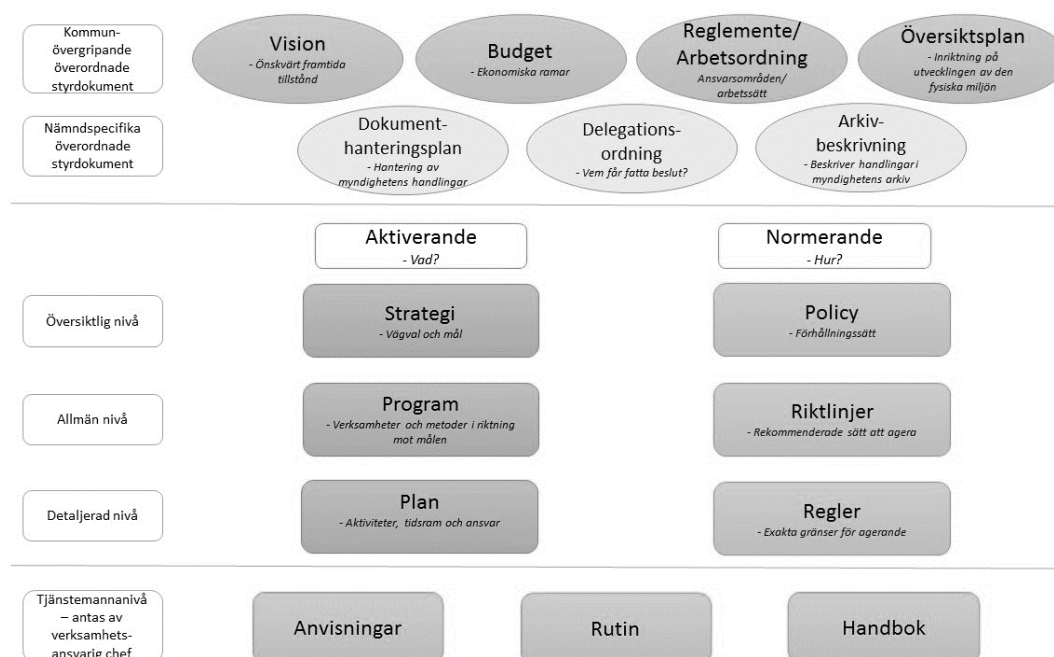 Kommun-
övergripande
överordnade
styrdokument
Vision
- Önskvärt framtida
tillstånd
Budget
- Ekonomiska ramar
Reglemente/
Arbetsordning
Ansvarsområden/
arbetssätt
Översiktsplan
- Inriktning på
utvecklingen av den
fysiska miljön
Nämndspecifika
överordnade
styrdokument
Dokument-
hanteringsplan
- Hantering av
myndighetens handlingar
Delegations-
ordning
- Vem får fatta beslut?
Arkiv-
beskrivning
- Beskriver handlingar i
myndighetens arkiv
Aktiverande
- Vad?
Normerande
- Hur?
Översiktlig nivå
Strategi
- Vägval och mål
Policy
- Förhållningssätt
Allmän nivå
Program
- Verksamheter och metoder i riktning
mot målen
Riktlinjer
- Rekommenderade sätt att agera
Detaljerad nivå
Plan
- Aktiviteter, tidsram och ansvar
Regler
- Exakta gränser för agerande
Tjänstemannanivå
– antas av
verksamhets-
ansvarig chef
Anvisningar
Rutin
Handbok